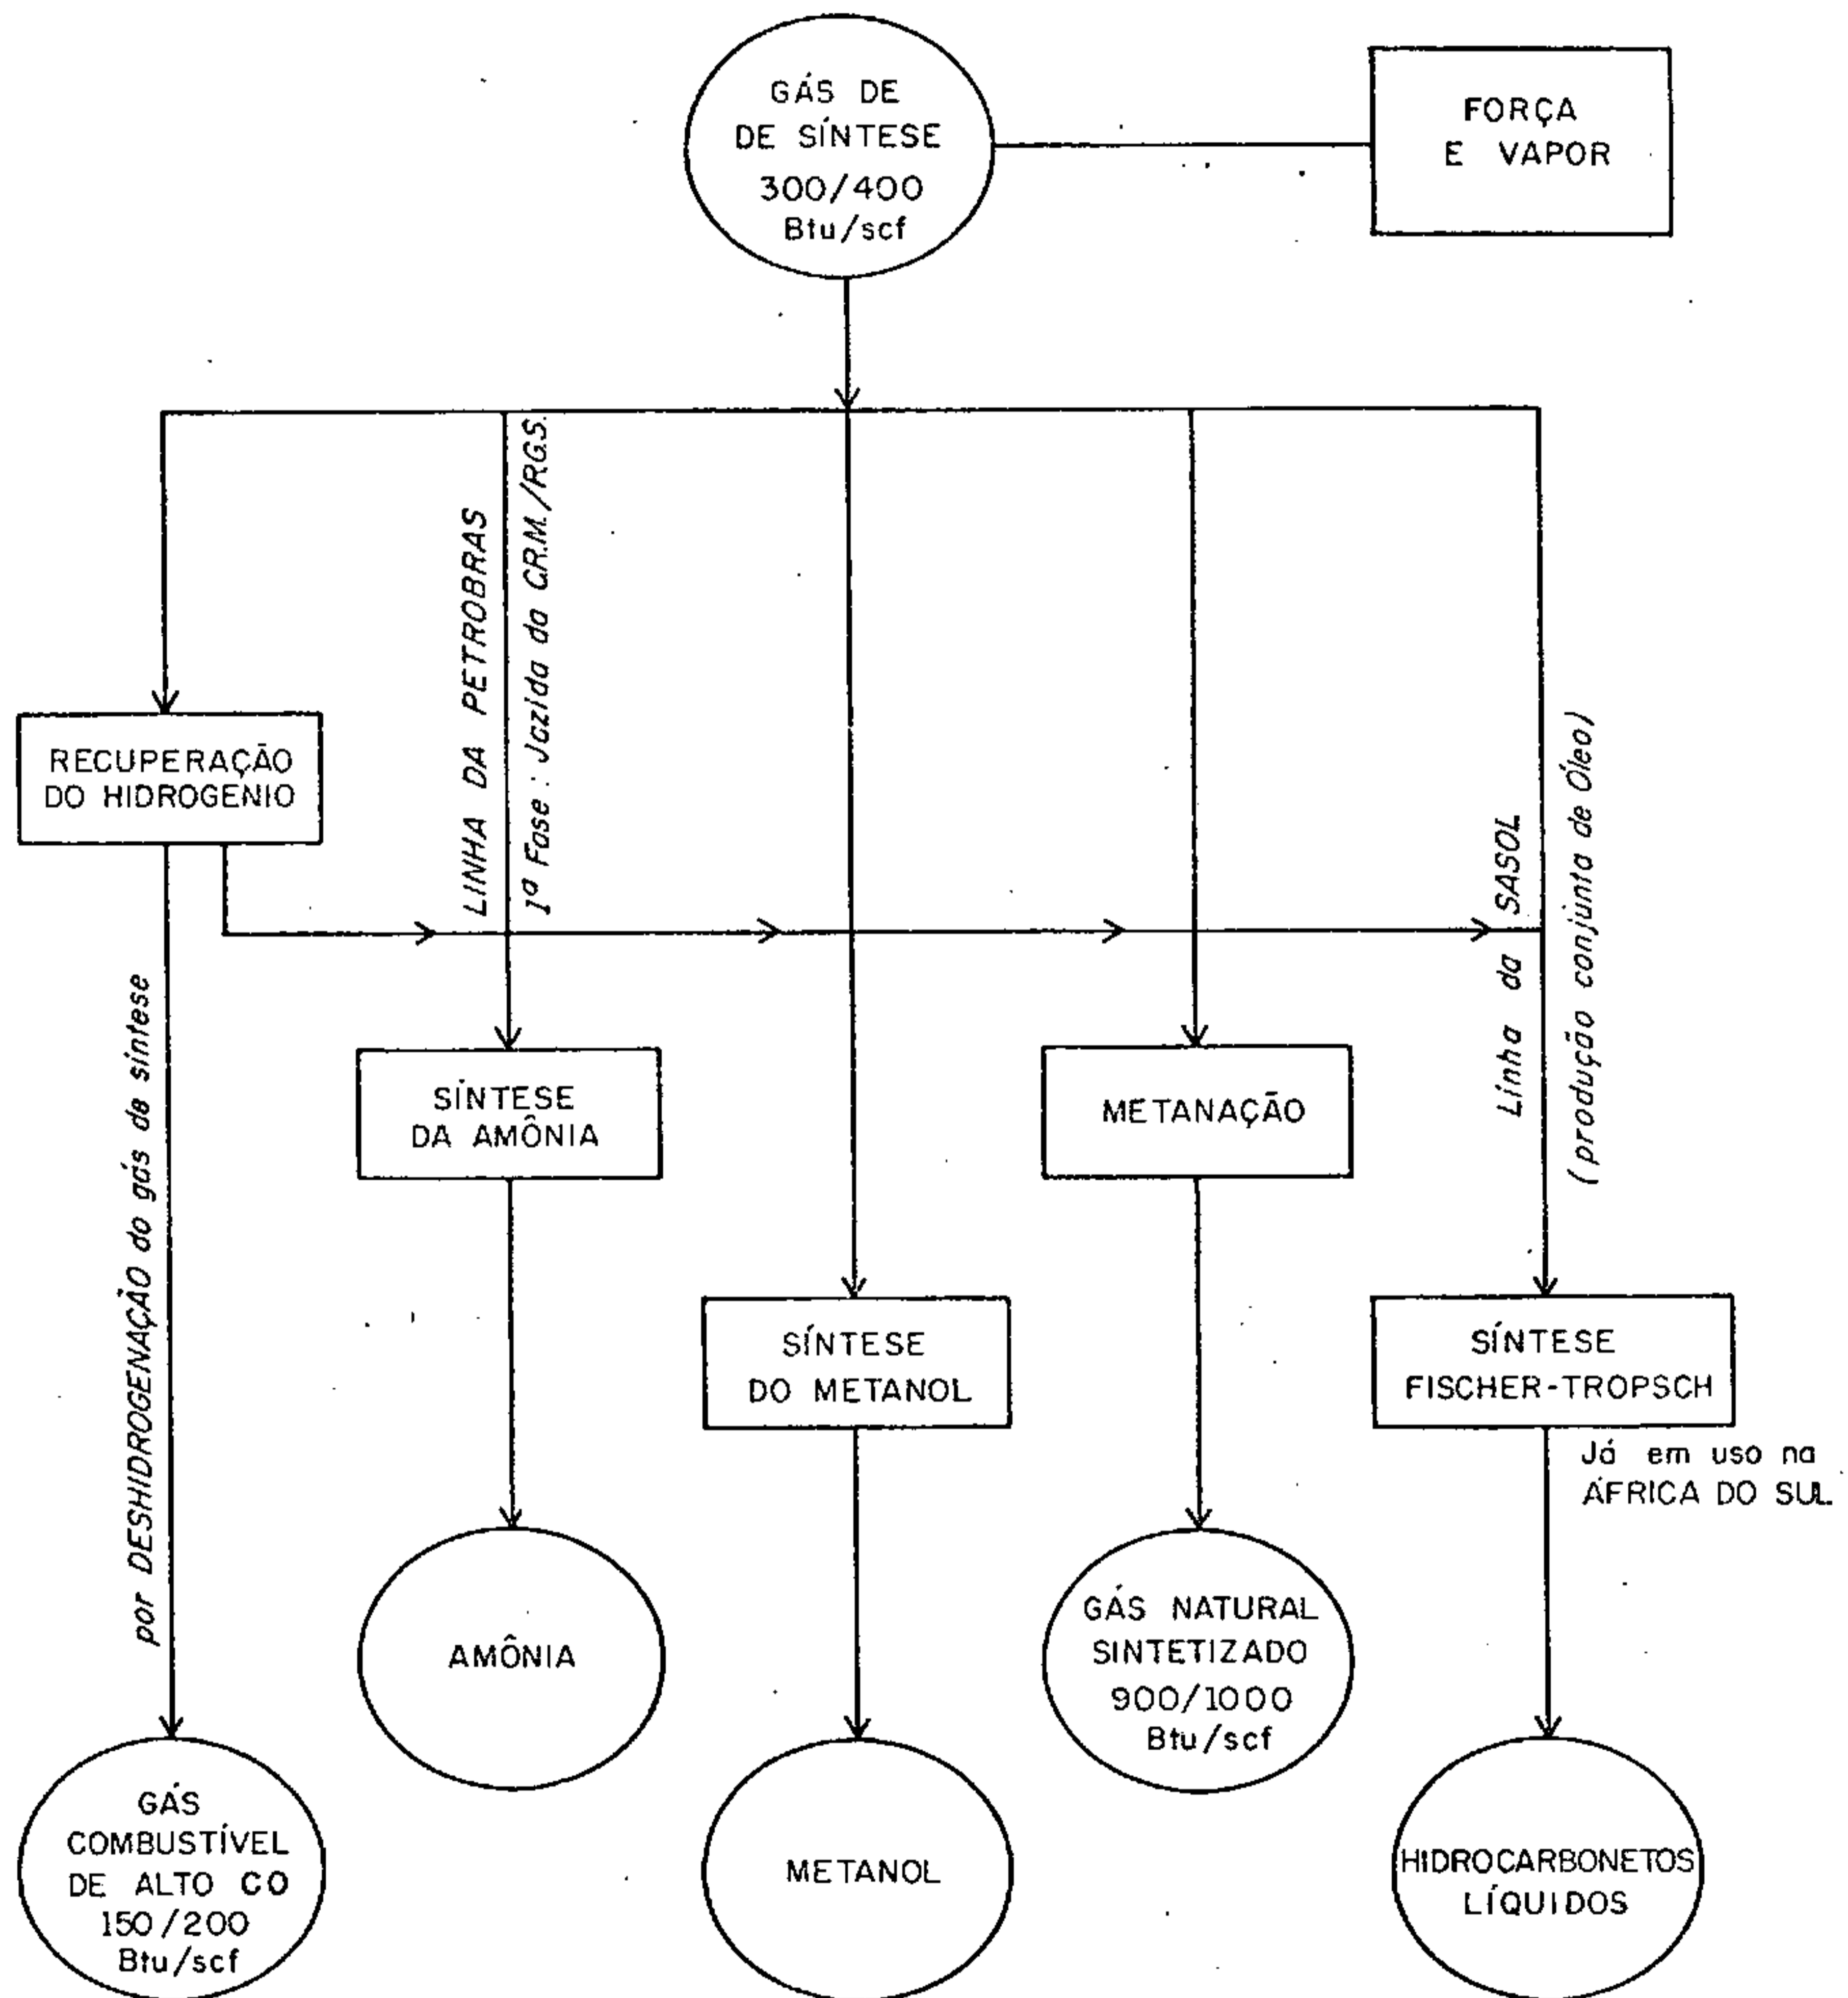 GÁS DE
DE SÍNTESE
300/400
Btu/scf
FORÇA
E VAPOR
LINHA DA PETROBRAS
1ª Fase: Jazida da C.R.M./R.G.S.
RECUPERAÇÃO
DO HIDROGENIO
Linha da SASOL
(produção conjunta de Óleo)
por DESHIDROGENAÇÃO do gás de síntese
SÍNTESE
DA AMÔNIA
METANAÇÃO
SÍNTESE
DO METANOL
SÍNTESE
FISCHER-TROPSCH
Já em uso na
ÁFRICA DO SUL
AMÔNIA
GÁS NATURAL
SINTETIZADO
900/1000
Btu/scf
GÁS
COMBUSTÍVEL
DE ALTO CO
150/200
Btu/scf
METANOL
HIDROCARBONETOS
LÍQUIDOS